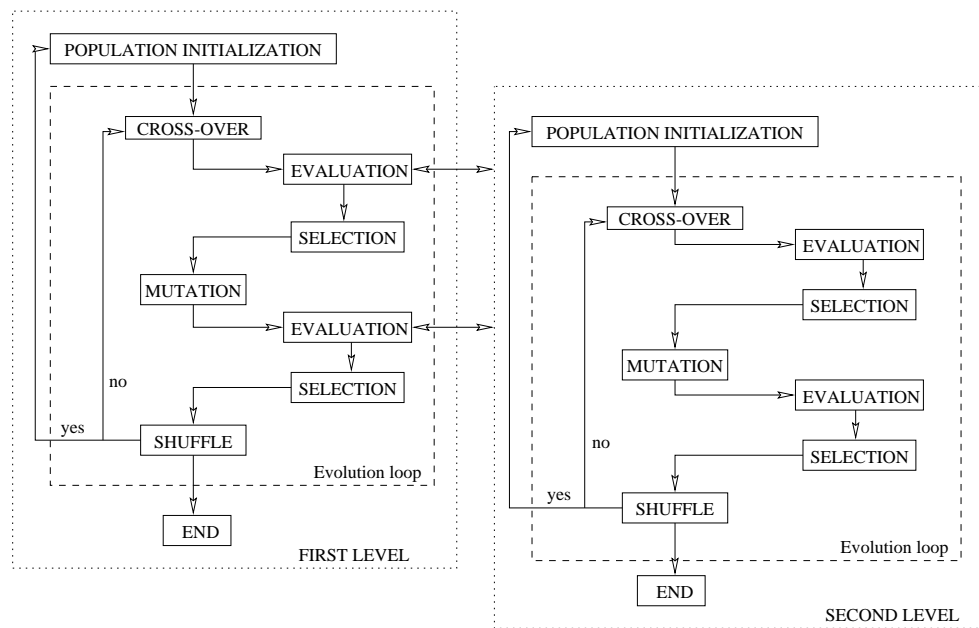 POPULATION INITIALIZATION
CROSS-OVER
EVALUATION
SELECTION
MUTATION
EVALUATION
no
SELECTION
yes
SHUFFLE
Evolution loop
END
FIRST LEVEL
POPULATION INITIALIZATION
CROSS-OVER
EVALUATION
SELECTION
MUTATION
EVALUATION
no
SELECTION
yes
SHUFFLE
Evolution loop
END
SECOND LEVEL